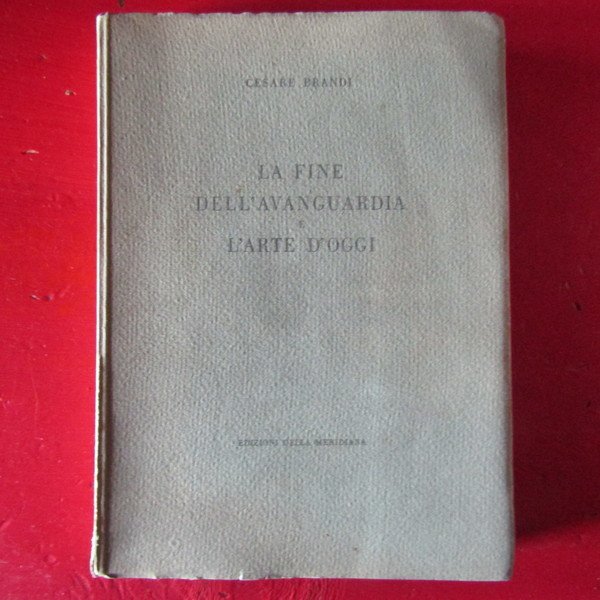 CESARE BRANDI
LA FINE
DELL'AVANGUARDIA
E
L'ARTE D'OGGI
EDIZIONI DELLA MERIDIANA